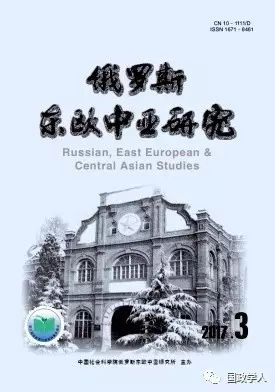 CN 10-1111/D
ISSN 1671-8461
俄罗斯
东欧中亚研究
Russian, East European &
Central Asian Studies
2017.3
中国社会科学院俄罗斯东欧中亚研究所 主办
国政学人